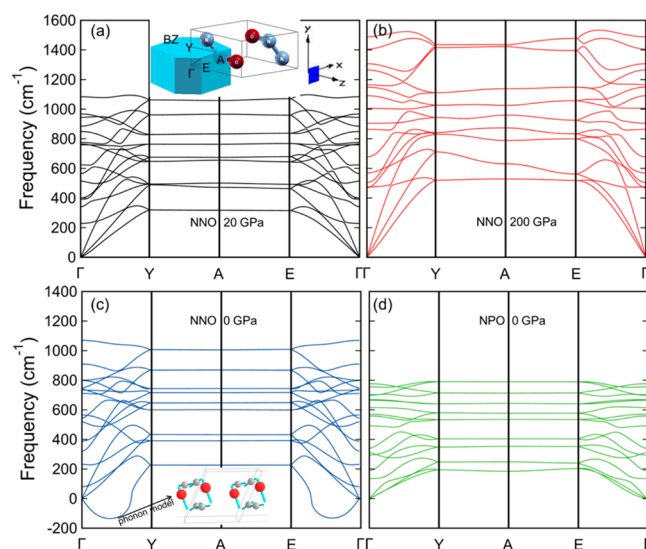 (a)
BZ
Y
A
Γ
E
y
x
z
NNO 20 GPa
Frequency (cm⁻¹)
1600
1400
1200
1000
800
600
400
200
0
Γ Y A E Γ
(b)
NNO 200 GPa
Γ Y A E Γ
(c)
NNO 0 GPa
phonon model
Frequency (cm⁻¹)
1400
1200
1000
800
600
400
200
0
-200
Γ Y A E Γ
(d)
NPO 0 GPa
Γ Y A E Γ